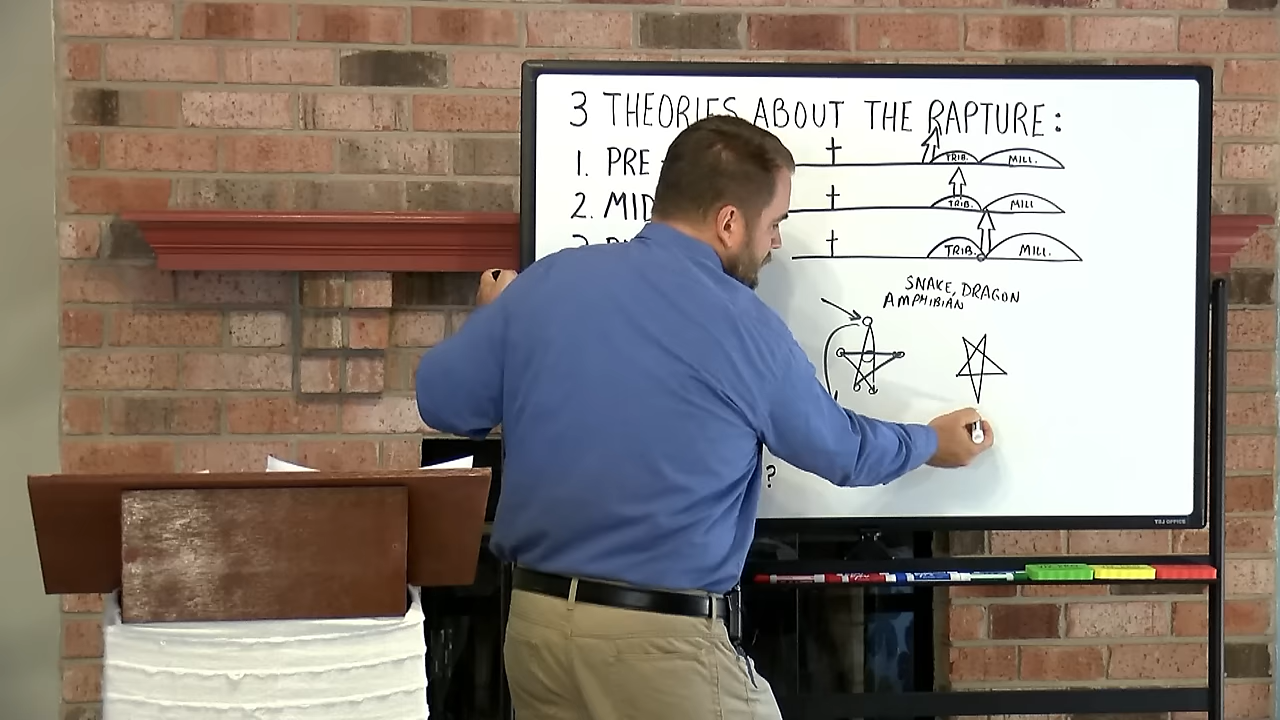 3 THEORIES ABOUT THE RAPTURE:
1. PRE
TRIB. MILL.
2. MID
TRIB. MILL
TRIB. MILL.
SNAKE, DRAGON
AMPHIBIAN
?